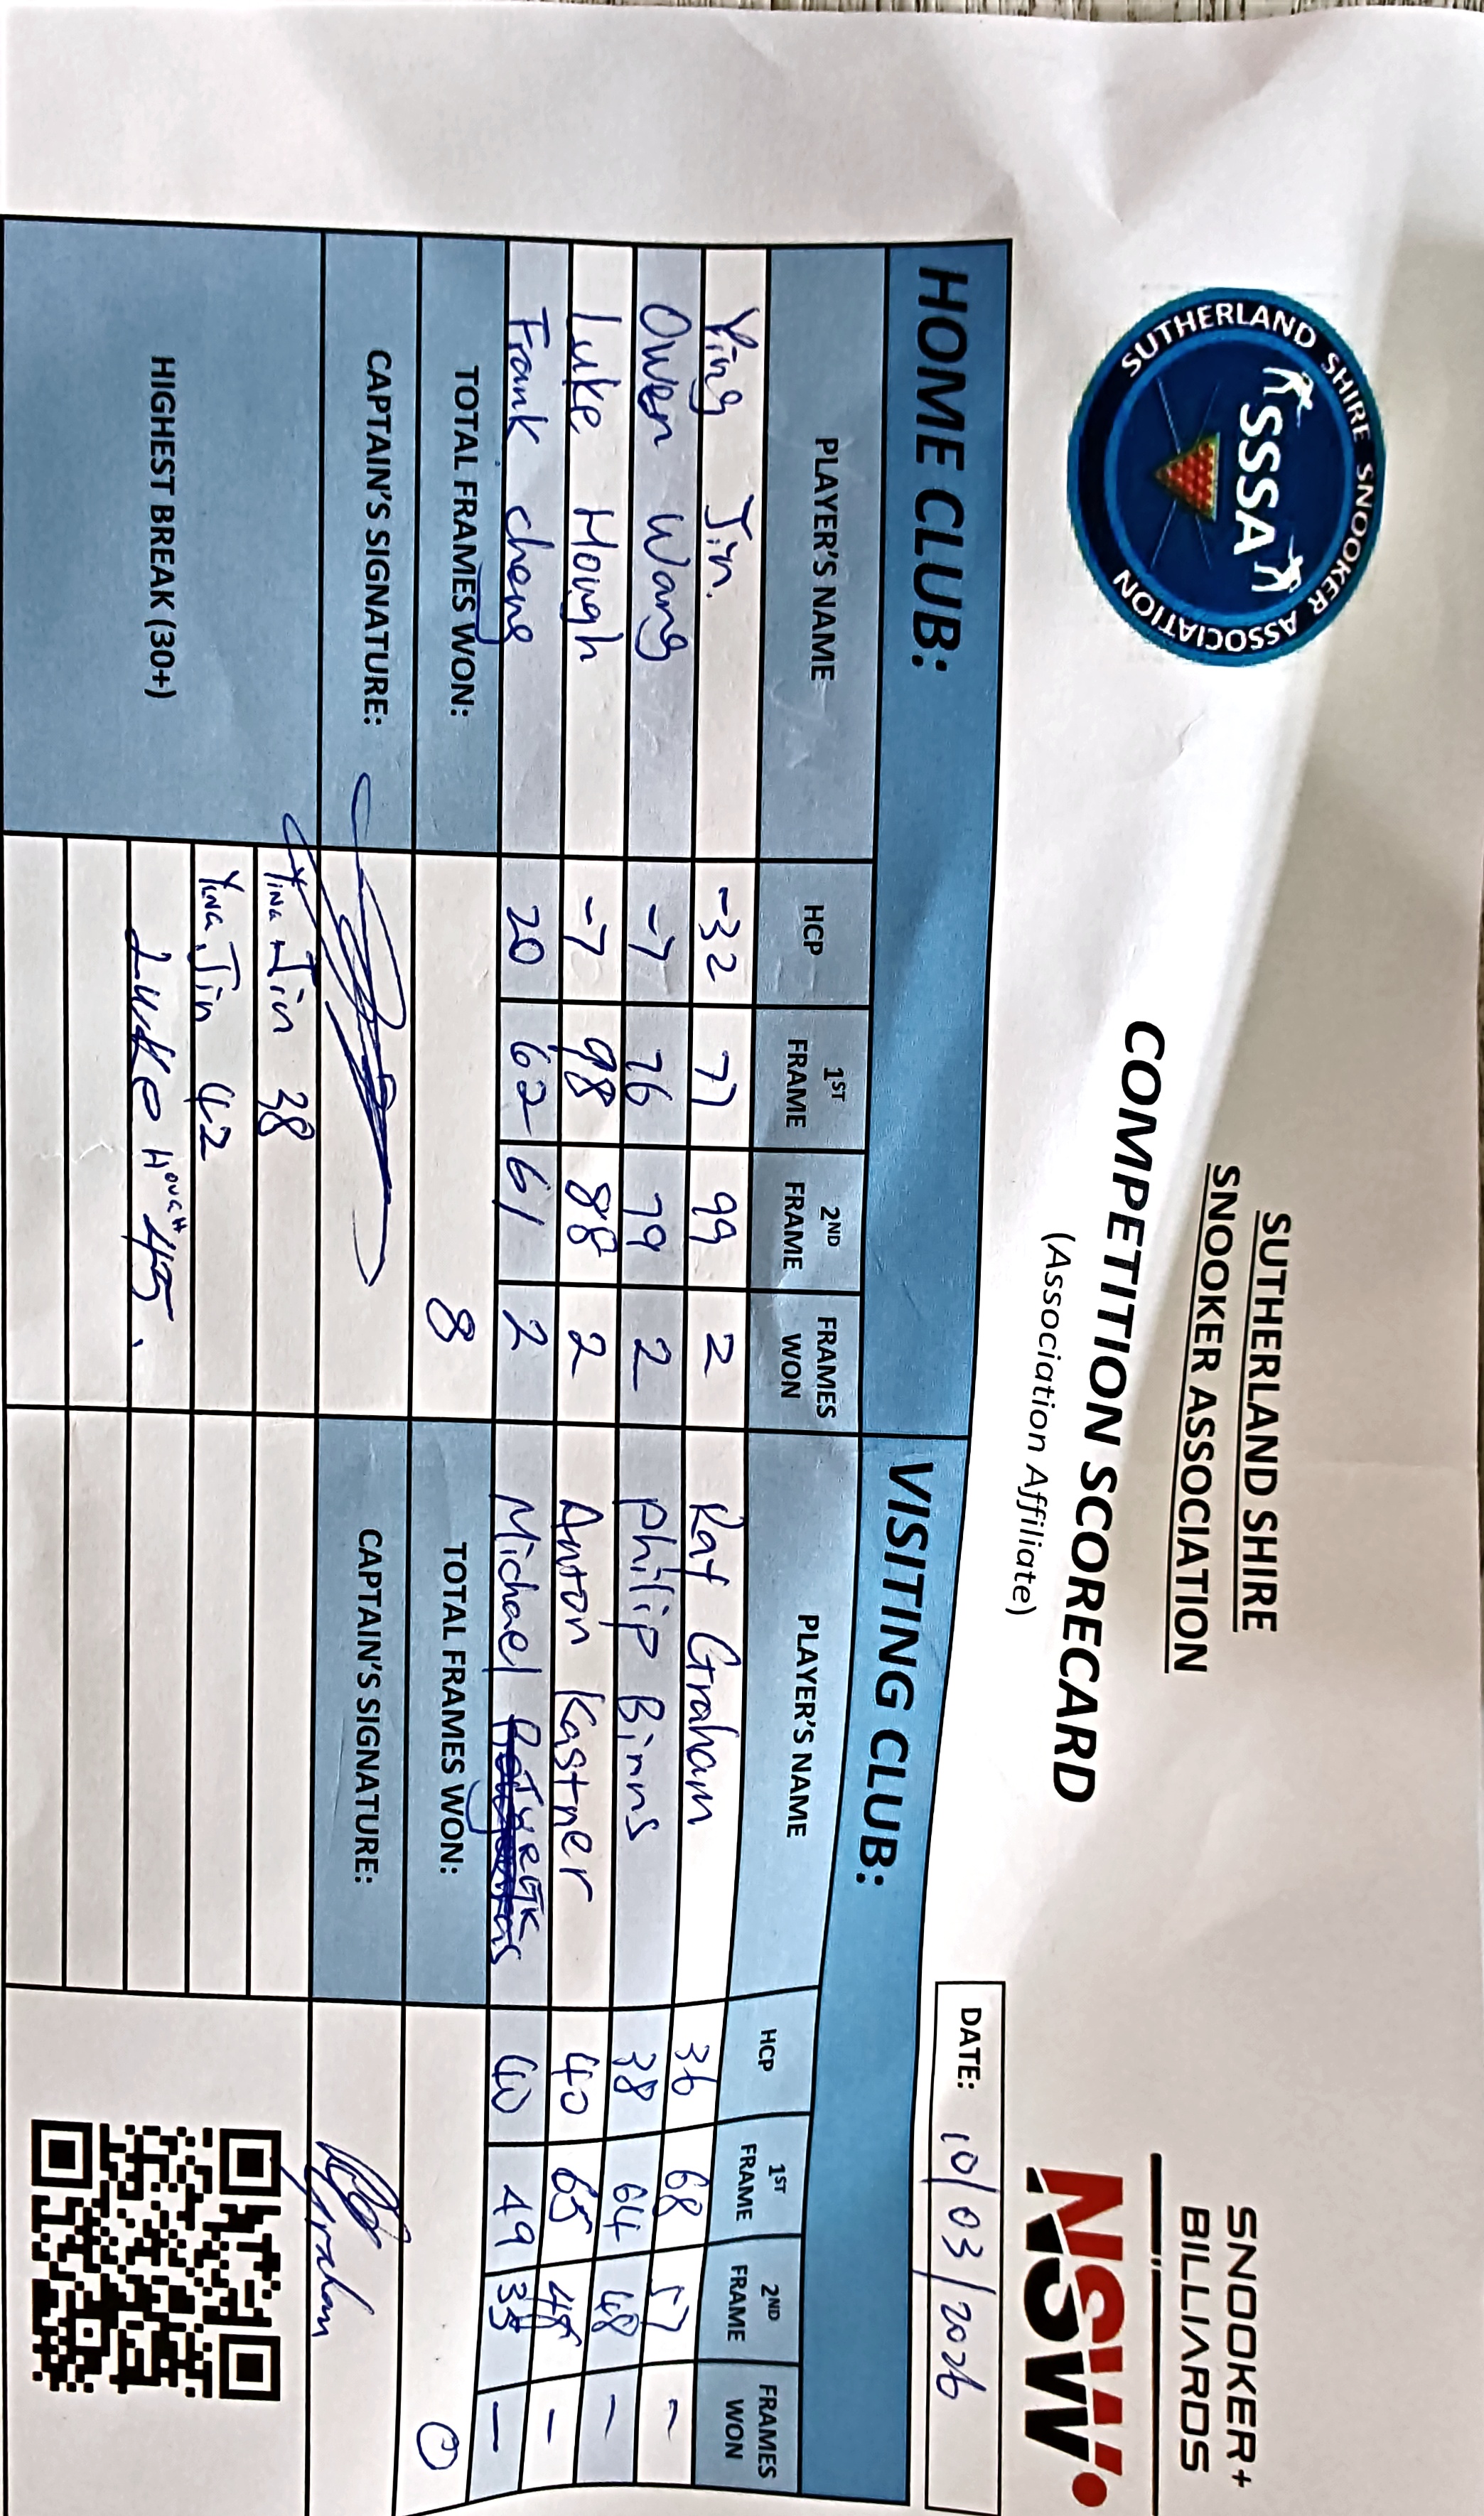 SUTHERLAND SHIRE SNOOKER ASSOCIATION
SSSA
SUTHERLAND SHIRE
SNOOKER ASSOCIATION
COMPETITION SCORECARD
(Association Affiliate)
SNOOKER+
BILLIARDS
NSW
DATE: 10/03/2026
HOME CLUB: VISITING CLUB:
PLAYER'S NAME HCP 1ST FRAME 2ND FRAME FRAMES WON PLAYER'S NAME HCP 1ST FRAME 2ND FRAME FRAMES WON
Ying Jin. -32 77 99 2 Ray Graham 36 68 57 -
Owen Wang -7 76 79 2 Philip Binns 38 64 48 -
Luke Hough -7 98 88 2 Anton Kastner 40 65 48 -
Frank cheng 20 62 61 2 Michael 40 49 -
TOTAL FRAMES WON: 8 TOTAL FRAMES WON: 0
CAPTAIN'S SIGNATURE: CAPTAIN'S SIGNATURE: Graham
HIGHEST BREAK (30+)
Ying Jin 38
YING Jin 42
Luke HOUGH 45.